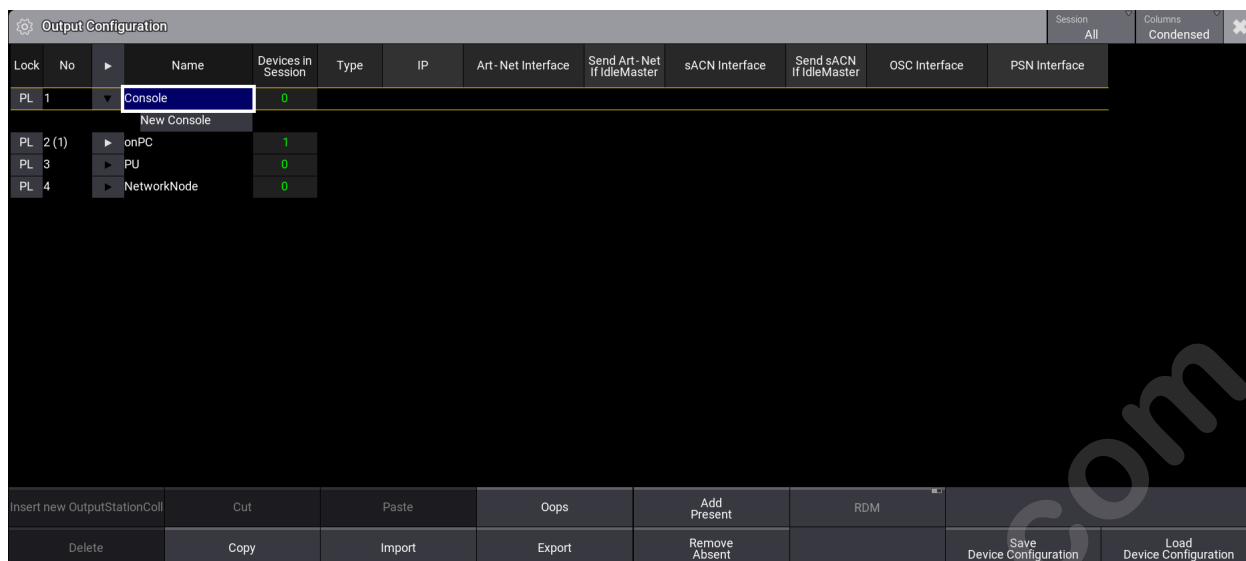 Output Configuration
Session
All
Columns
Condensed
Lock No Name Devices in Session Type IP Art-Net Interface Send Art-Net If IdleMaster sACN Interface Send sACN If IdleMaster OSC Interface PSN Interface
PL 1 Console 0
New Console
PL 2 (1) onPC 1
PL 3 PU 0
PL 4 NetworkNode 0
Insert new OutputStationColl Cut Paste Oops Add Present RDM
Delete Copy Import Export Remove Absent Save Device Configuration Load Device Configuration
com